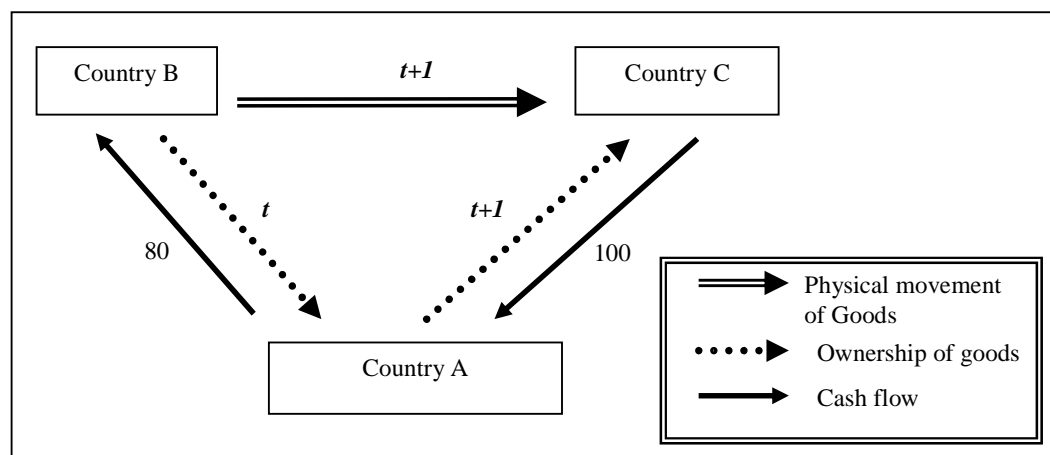 Country B
t+1
Country C
t
t+1
80
100
Country A
Physical movement
of Goods
Ownership of goods
Cash flow